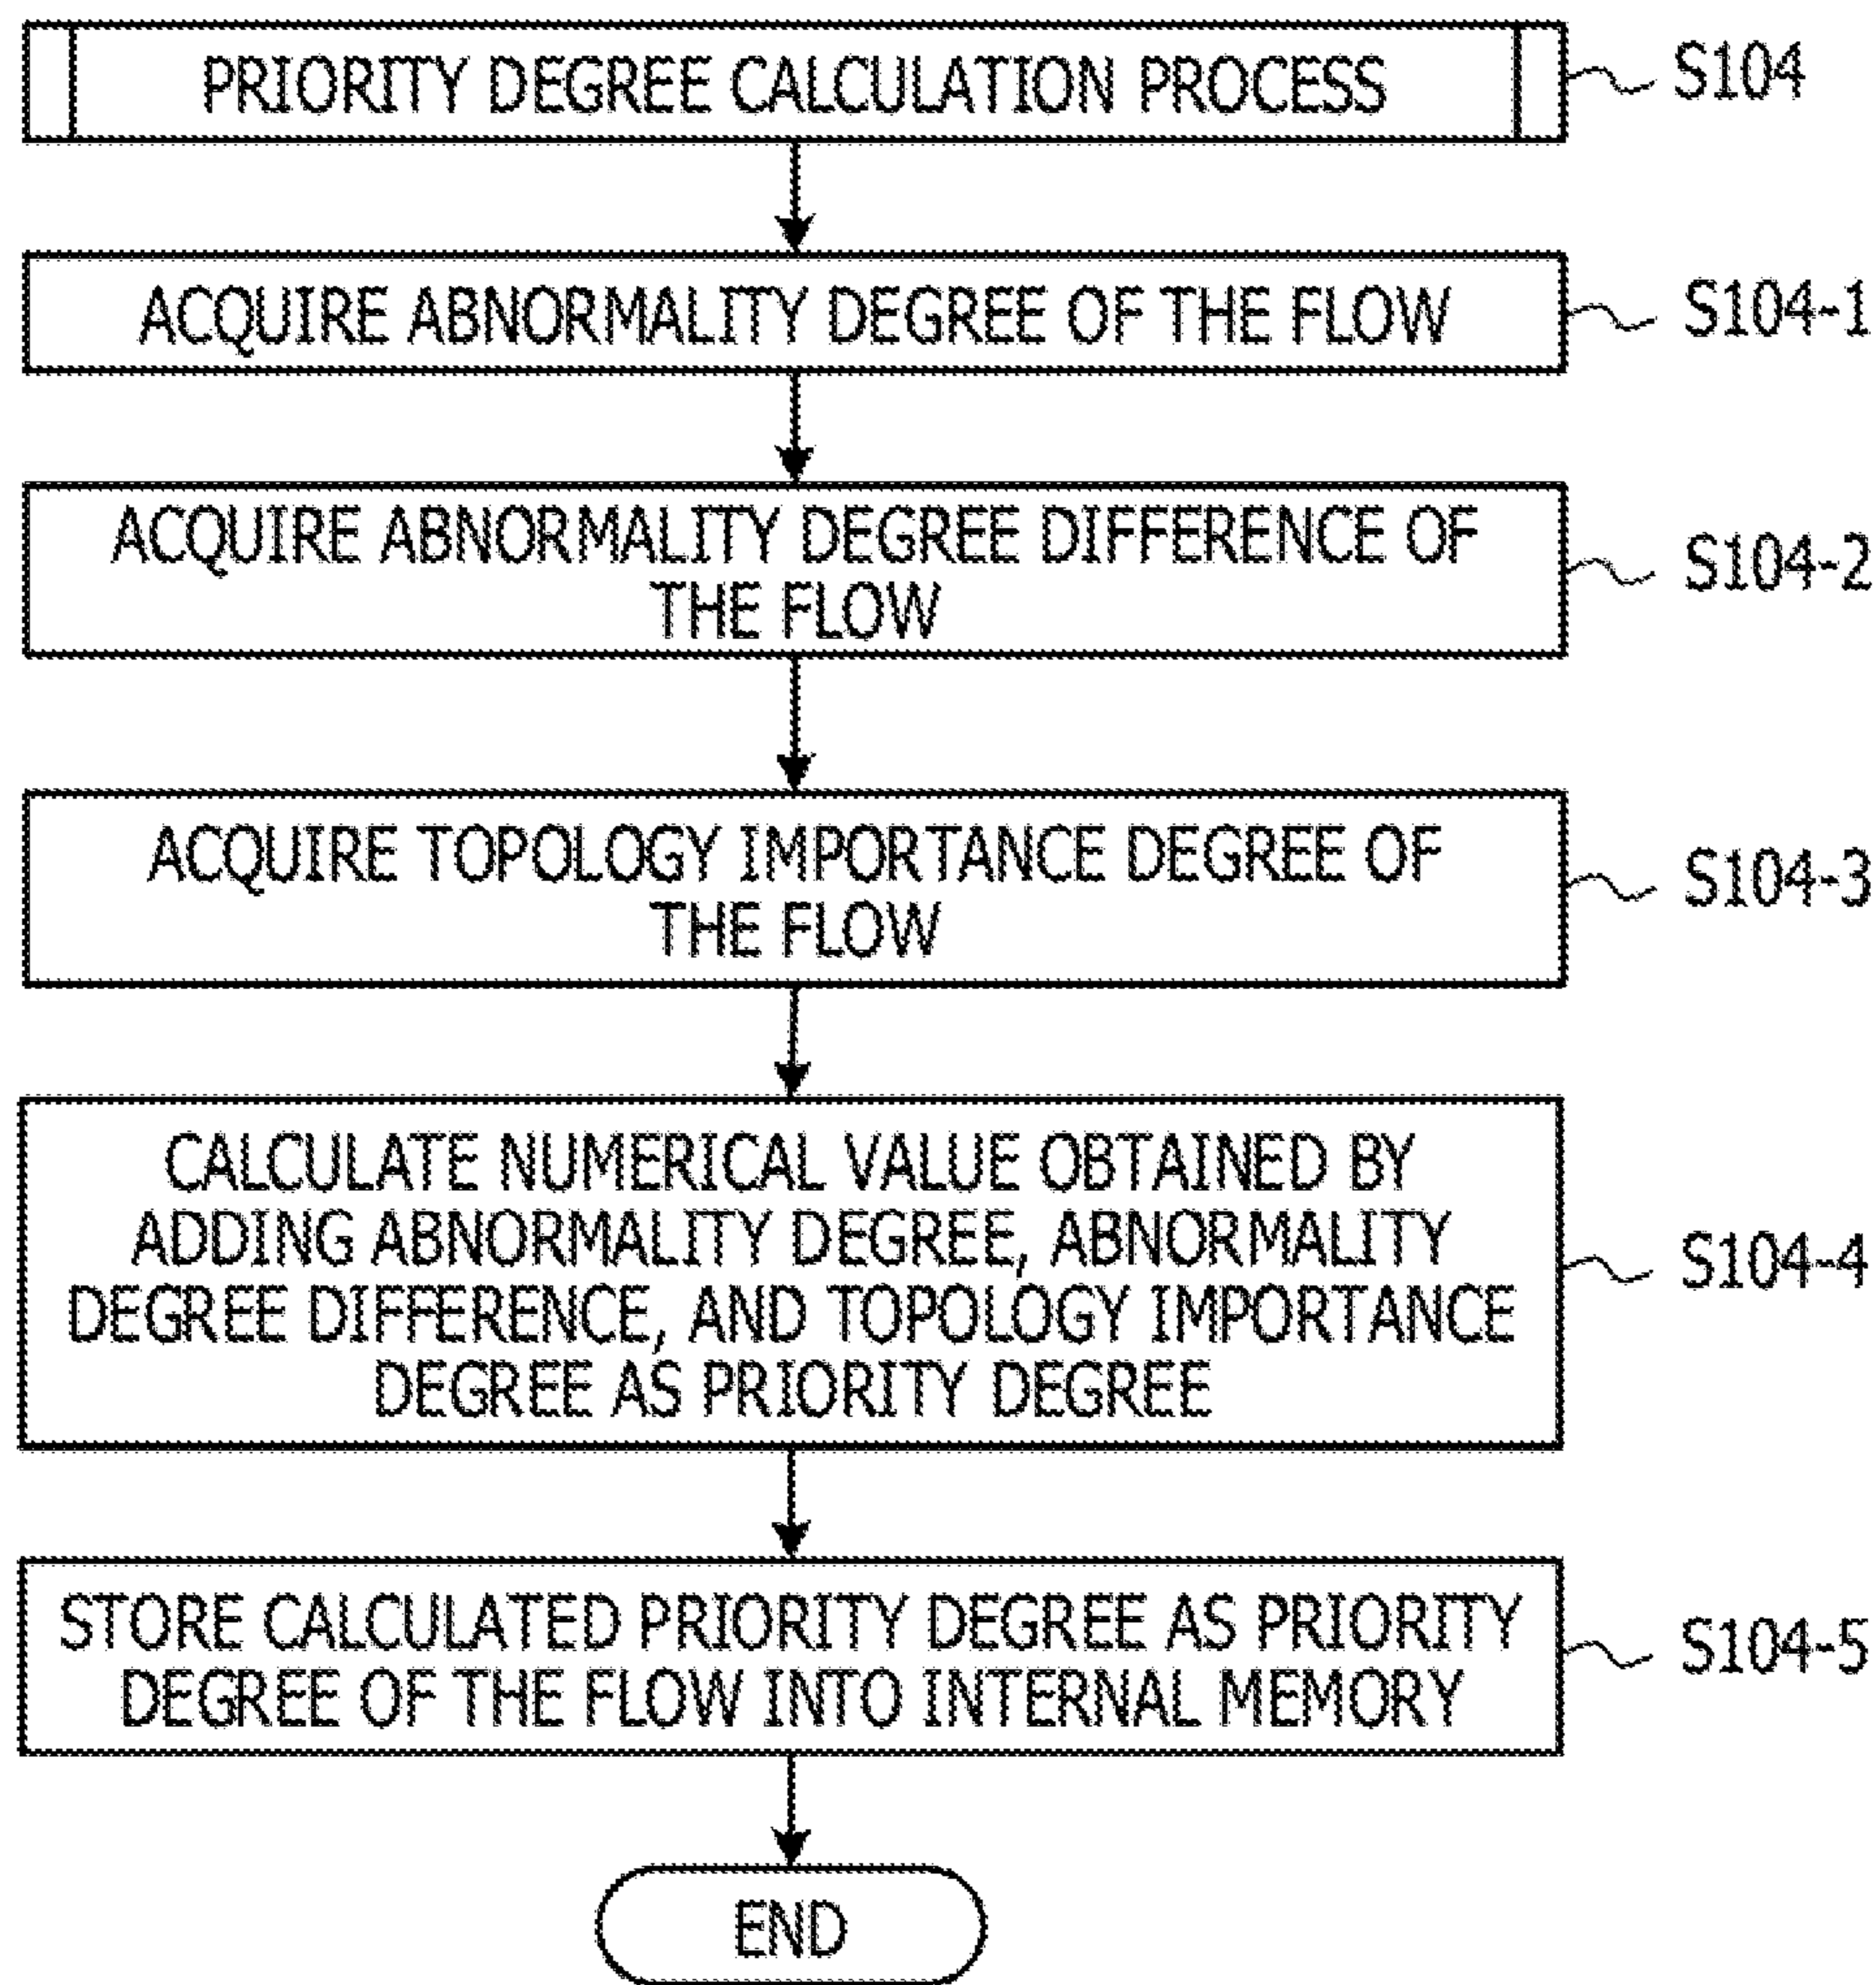 PRIORITY DEGREE CALCULATION PROCESS
S104
ACQUIRE ABNORMALITY DEGREE OF THE FLOW
S104-1
ACQUIRE ABNORMALITY DEGREE DIFFERENCE OF
THE FLOW
S104-2
ACQUIRE TOPOLOGY IMPORTANCE DEGREE OF
THE FLOW
S104-3
CALCULATE NUMERICAL VALUE OBTAINED BY
ADDING ABNORMALITY DEGREE, ABNORMALITY
DEGREE DIFFERENCE, AND TOPOLOGY IMPORTANCE
DEGREE AS PRIORITY DEGREE
S104-4
STORE CALCULATED PRIORITY DEGREE AS PRIORITY
DEGREE OF THE FLOW INTO INTERNAL MEMORY
S104-5
END